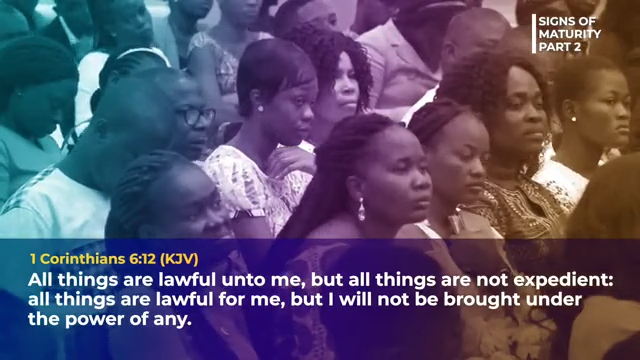 SIGNS OF
MATURITY
PART 2
1 Corinthians 6:12 (KJV)
All things are lawful unto me, but all things are not expedient:
all things are lawful for me, but I will not be brought under
the power of any.